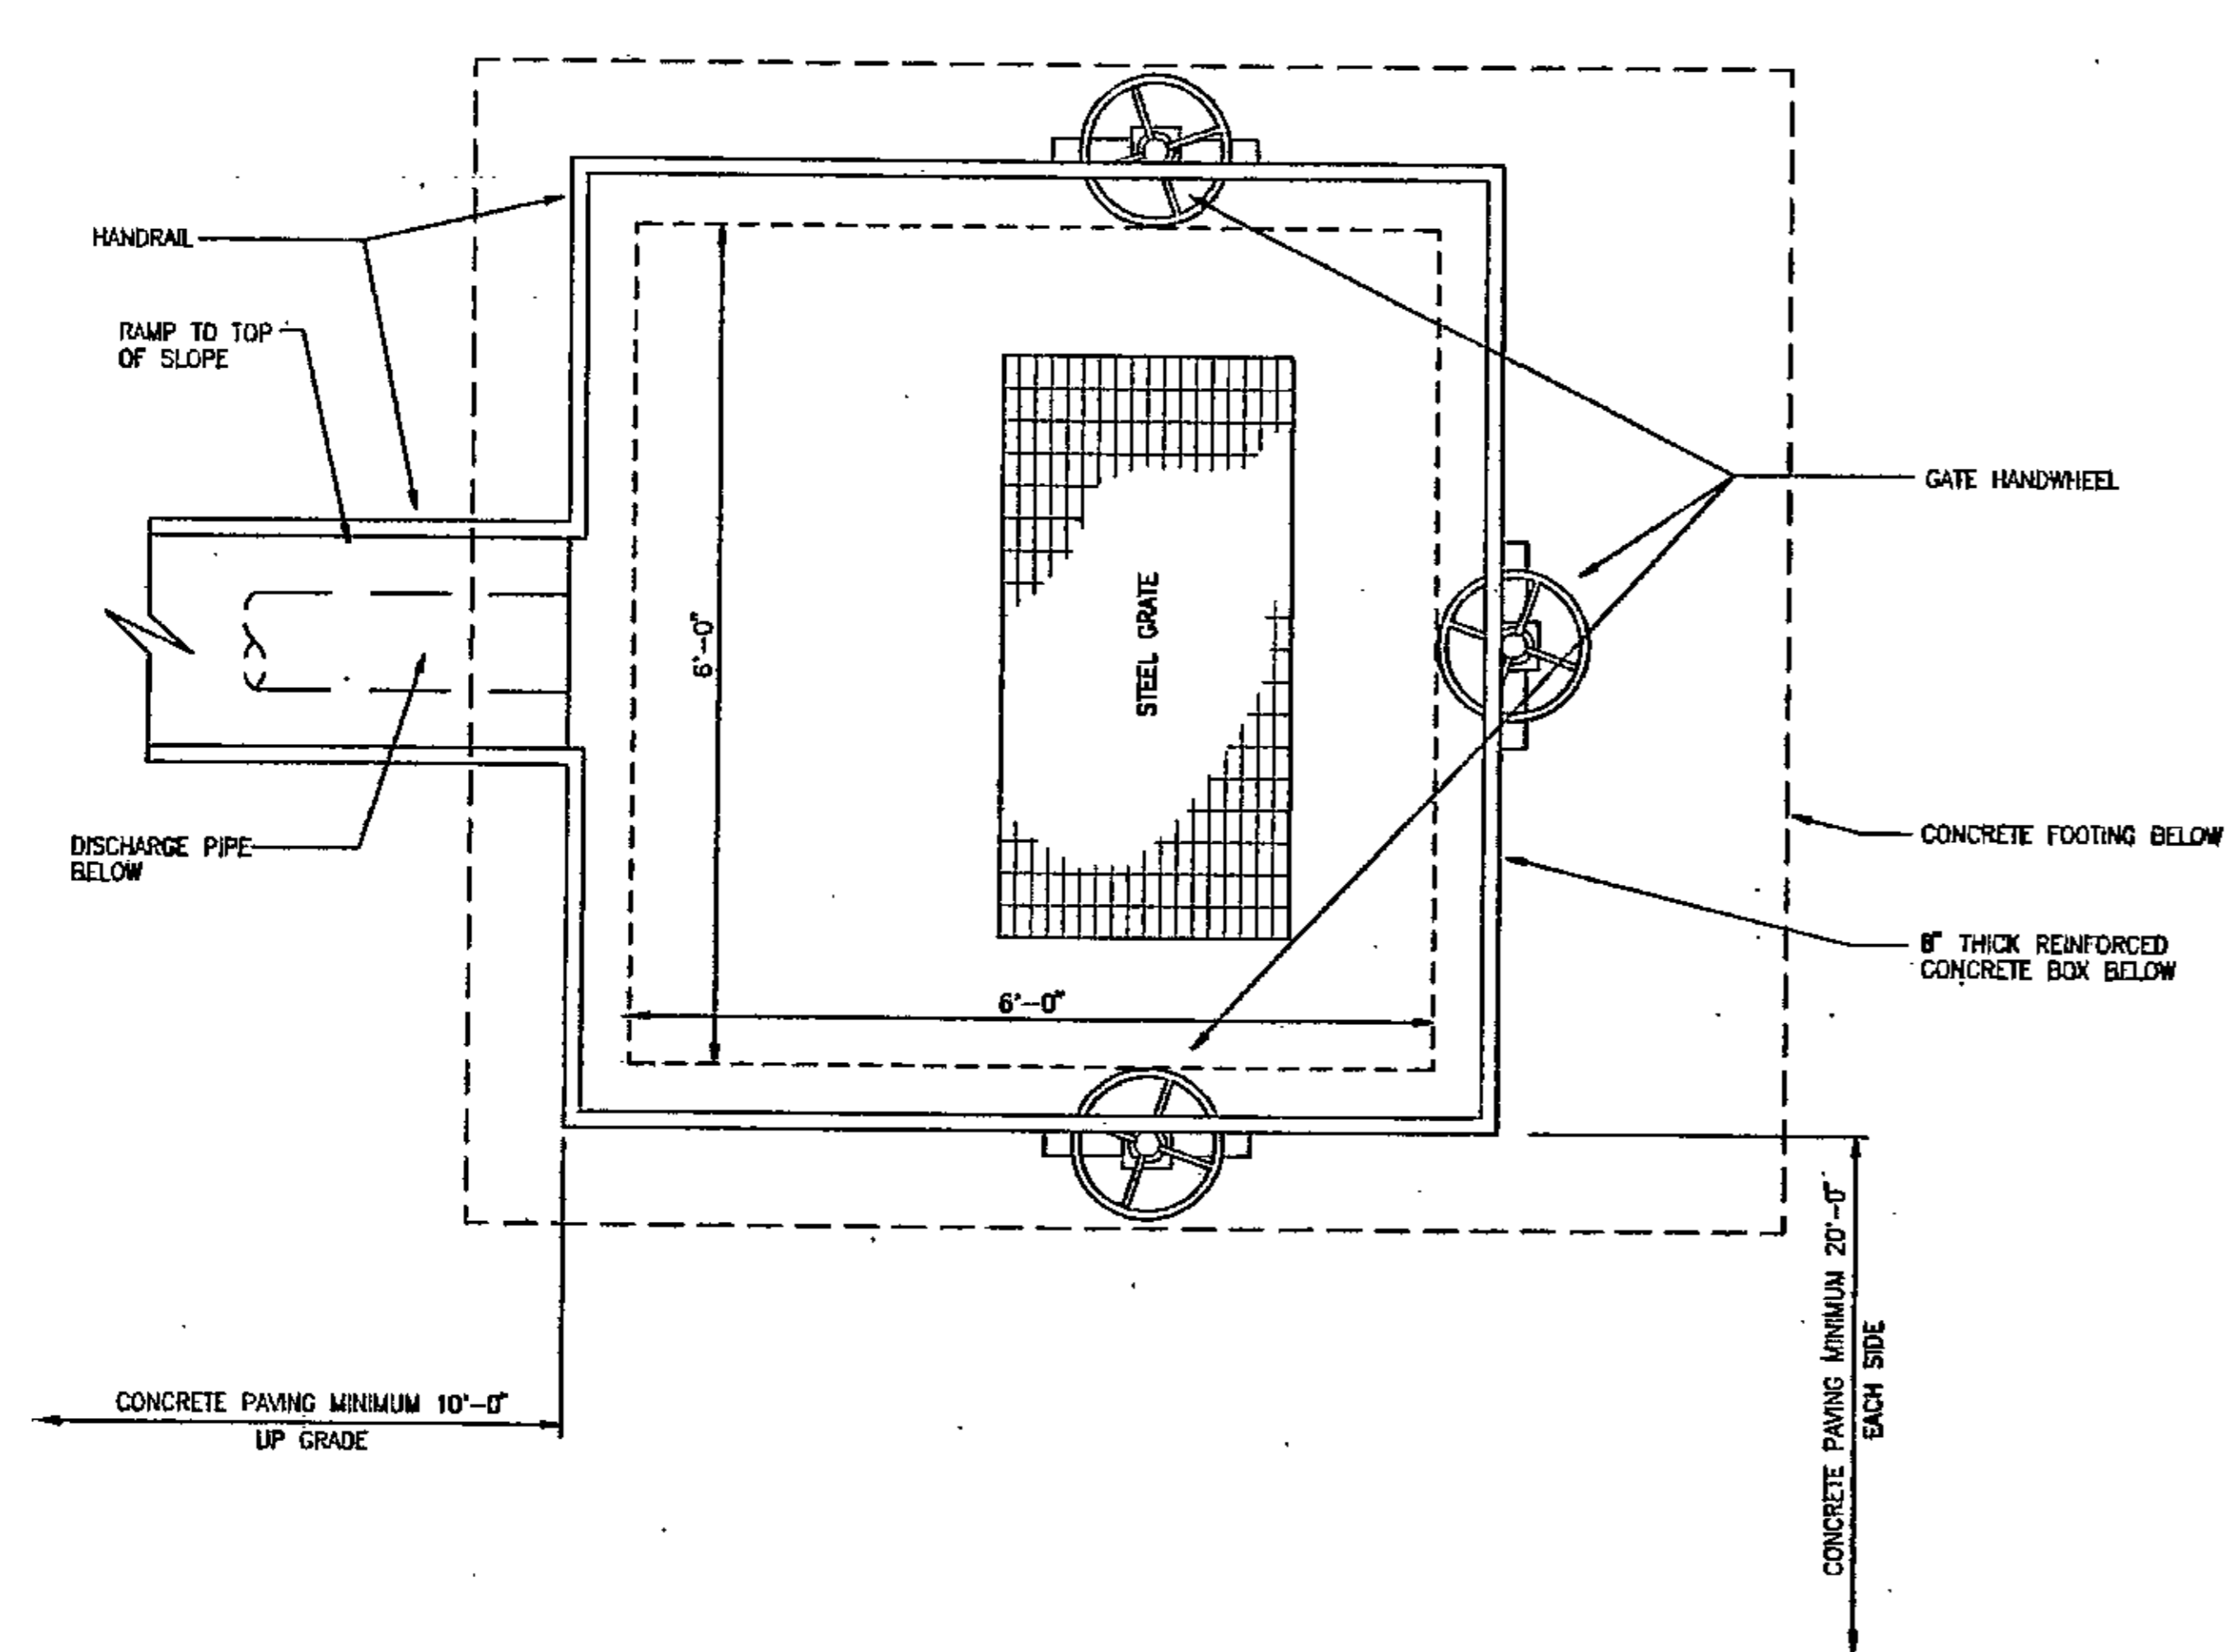 HANDRAIL
RAMP TO TOP
OF SLOPE
6'-0"
STEEL GRATE
GATE HANDWHEEL
DISCHARGE PIPE
BELOW
CONCRETE FOOTING BELOW
8" THICK REINFORCED
CONCRETE BOX BELOW
6'-0"
CONCRETE PAVING MINIMUM 10'-0"
UP GRADE
CONCRETE PAVING MINIMUM 20'-0"
EACH SIDE